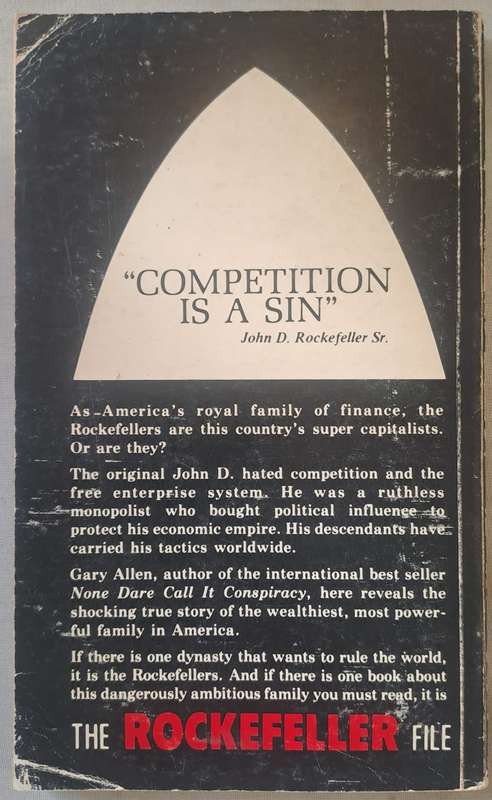 “COMPETITION
IS A SIN”
John D. Rockefeller Sr.
As America's royal family of finance, the
Rockefellers are this country's super capitalists.
Or are they?
The original John D. hated competition and the
free enterprise system. He was a ruthless
monopolist who bought political influence to
protect his economic empire. His descendants have
carried his tactics worldwide.
Gary Allen, author of the international best seller
None Dare Call It Conspiracy, here reveals the
shocking true story of the wealthiest, most power-
ful family in America.
If there is one dynasty that wants to rule the world,
it is the Rockefellers. And if there is one book about
this dangerously ambitious family you must read, it is
THE ROCKEFELLER FILE